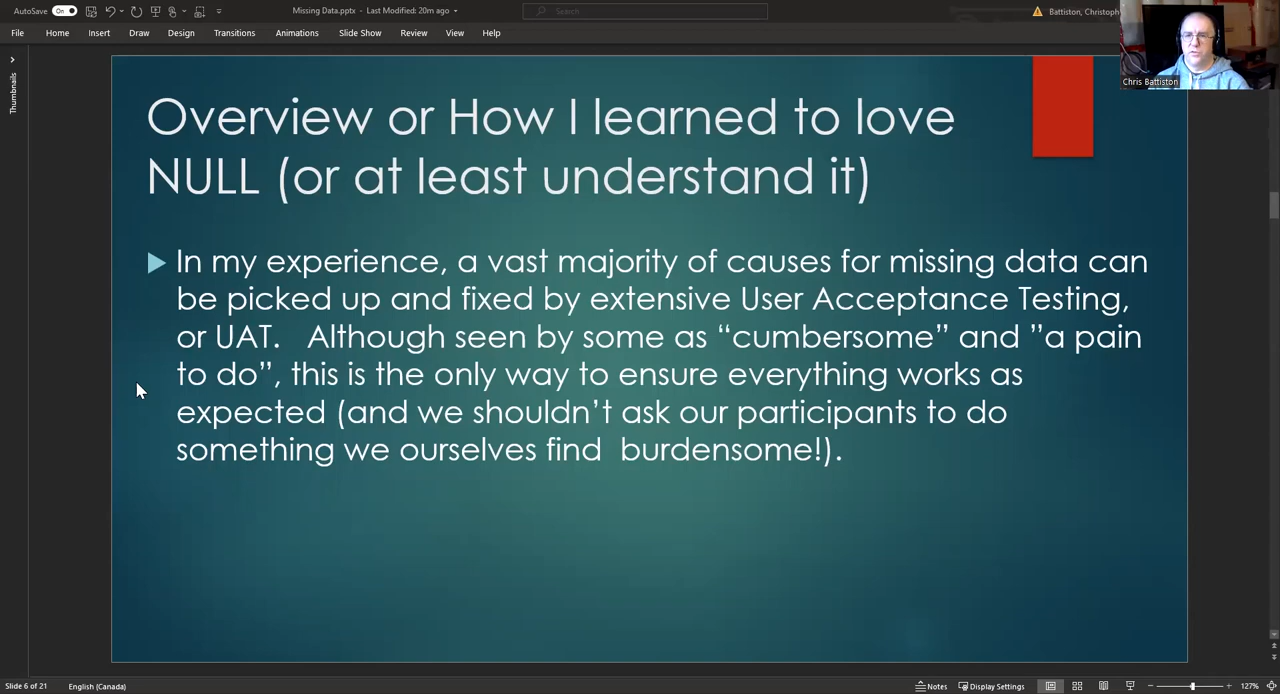 AutoSave On Missing Data.pptx - Last Modified: 20m ago Search Battiston, Christoph
File Home Insert Draw Design Transitions Animations Slide Show Review View Help
Chris Battiston
Thumbnails
Overview or How I learned to love
NULL (or at least understand it)
In my experience, a vast majority of causes for missing data can
be picked up and fixed by extensive User Acceptance Testing,
or UAT. Although seen by some as “cumbersome” and ”a pain
to do”, this is the only way to ensure everything works as
expected (and we shouldn’t ask our participants to do
something we ourselves find burdensome!).
Slide 6 of 21 English (Canada) Notes Display Settings 127%